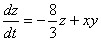 dz/dt = -8/3 z + xy